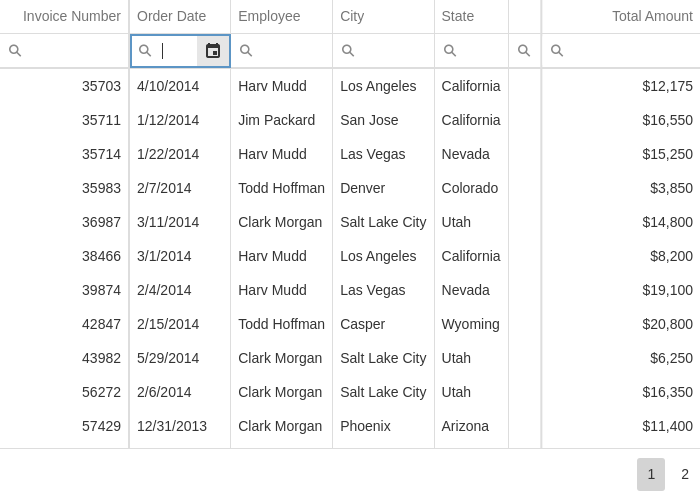 Invoice Number Order Date Employee City State Total Amount
35703 4/10/2014 Harv Mudd Los Angeles California $12,175
35711 1/12/2014 Jim Packard San Jose California $16,550
35714 1/22/2014 Harv Mudd Las Vegas Nevada $15,250
35983 2/7/2014 Todd Hoffman Denver Colorado $3,850
36987 3/11/2014 Clark Morgan Salt Lake City Utah $14,800
38466 3/1/2014 Harv Mudd Los Angeles California $8,200
39874 2/4/2014 Harv Mudd Las Vegas Nevada $19,100
42847 2/15/2014 Todd Hoffman Casper Wyoming $20,800
43982 5/29/2014 Clark Morgan Salt Lake City Utah $6,250
56272 2/6/2014 Clark Morgan Salt Lake City Utah $16,350
57429 12/31/2013 Clark Morgan Phoenix Arizona $11,400
1 2